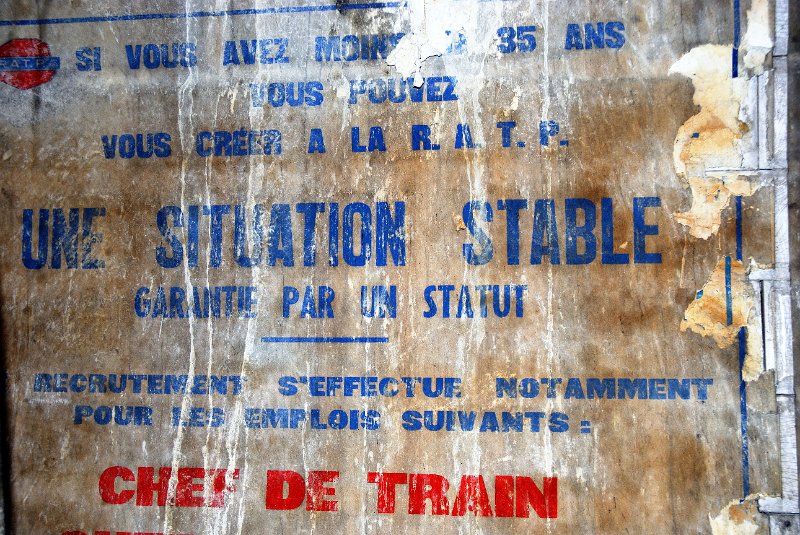 SI VOUS AVEZ MOINS DE 35 ANS
VOUS POUVEZ
VOUS CRÉER A LA R. A. T. P.
UNE SITUATION STABLE
GARANTIE PAR UN STATUT
RECRUTEMENT S'EFFECTUE NOTAMMENT
POUR LES EMPLOIS SUIVANTS :
CHEF DE TRAIN